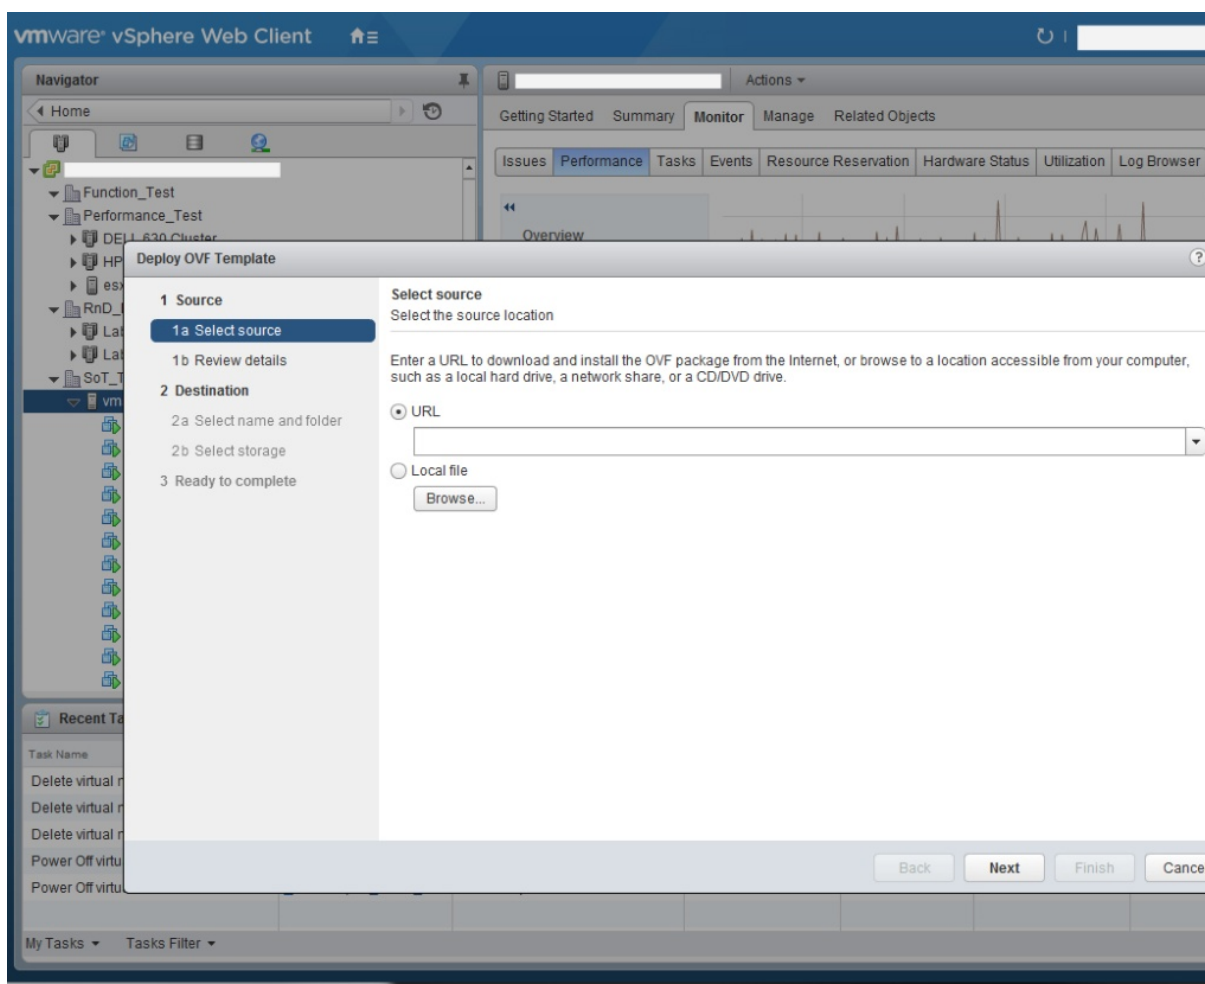 vmware® vSphere Web Client
Navigator
Actions
Home
Getting Started Summary Monitor Manage Related Objects
Issues Performance Tasks Events Resource Reservation Hardware Status Utilization Log Browser
Function_Test
Performance_Test
Overview
DELL 630 Cluster
Deploy OVF Template
?
HP
1 Source
Select source
1a Select source
Select the source location
1b Review details
Enter a URL to download and install the OVF package from the Internet, or browse to a location accessible from your computer,
such as a local hard drive, a network share, or a CD/DVD drive.
2 Destination
vm
2a Select name and folder
URL
2b Select storage
Local file
3 Ready to complete
Browse...
Recent Ta
Task Name
Delete virtual
Delete virtual
Delete virtual
Power Off virtu
Power Off virtu
Back Next Finish Cance
My Tasks Tasks Filter